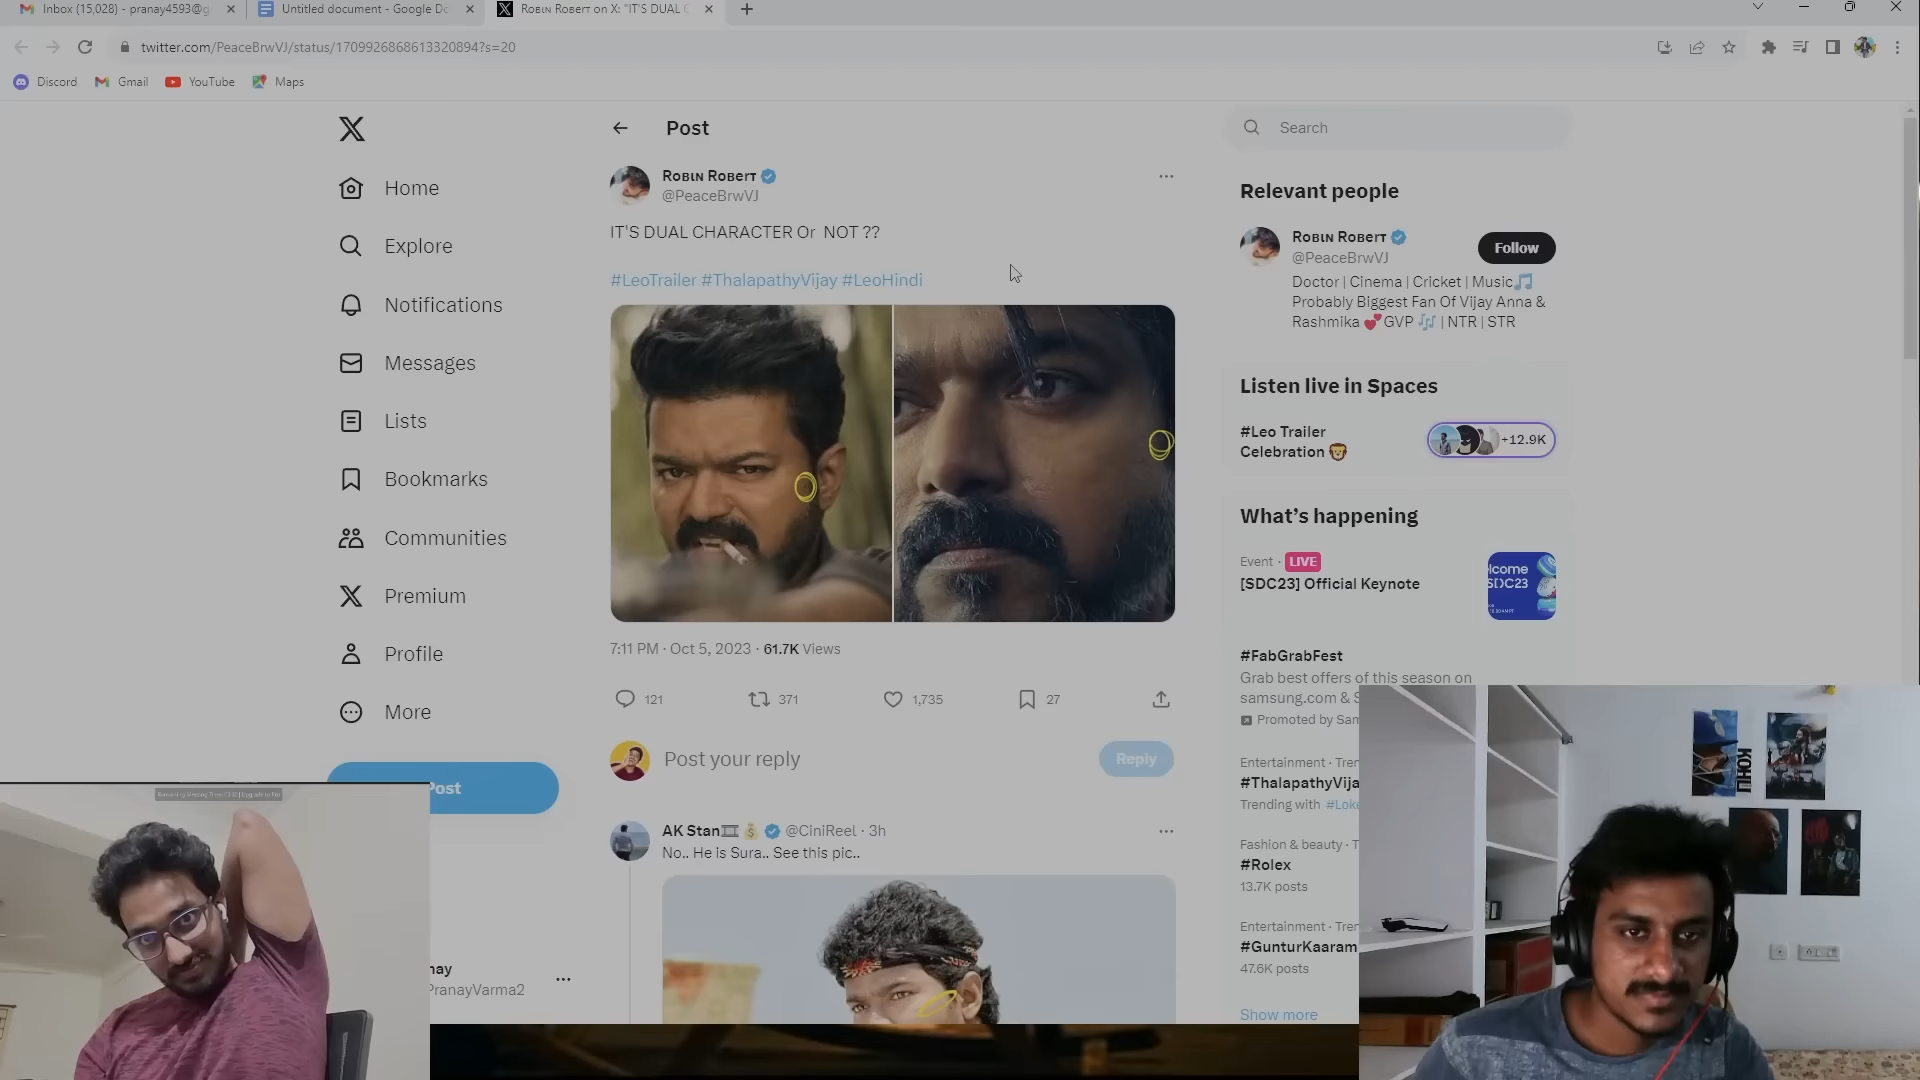 Inbox (15,028) - pranay4593@g
Untitled document - Google Do
Robin Robert on X: "IT'S DUAL C
twitter.com/PeaceBrwVJ/status/1709926868613320894?s=20
Discord
Gmail
YouTube
Maps
Home
Explore
Notifications
Messages
Lists
Bookmarks
Communities
Premium
Profile
More
Post
nay
PranayVarma2
Post
Robin Robert
@PeaceBrwVJ
IT'S DUAL CHARACTER Or NOT ??
#LeoTrailer #ThalapathyVijay #LeoHindi
7:11 PM · Oct 5, 2023 · 61.7K Views
121
371
1,735
27
Post your reply
Reply
AK Stan @CiniReel · 3h
No.. He is Sura.. See this pic..
Search
Relevant people
Robin Robert
@PeaceBrwVJ
Follow
Doctor | Cinema | Cricket | Music
Probably Biggest Fan Of Vijay Anna &
Rashmika GVP | NTR | STR
Listen live in Spaces
#Leo Trailer
Celebration
+12.9K
What's happening
Event · LIVE
[SDC23] Official Keynote
lcome
S[)C23
#FabGrabFest
Grab best offers of this season on
samsung.com & S
Promoted by Sam
Entertainment · Tren
#ThalapathyVija
Trending with #Loke
Fashion & beauty · T
#Rolex
13.7K posts
Entertainment · Tren
#GunturKaaram
47.6K posts
Show more
KOHLI